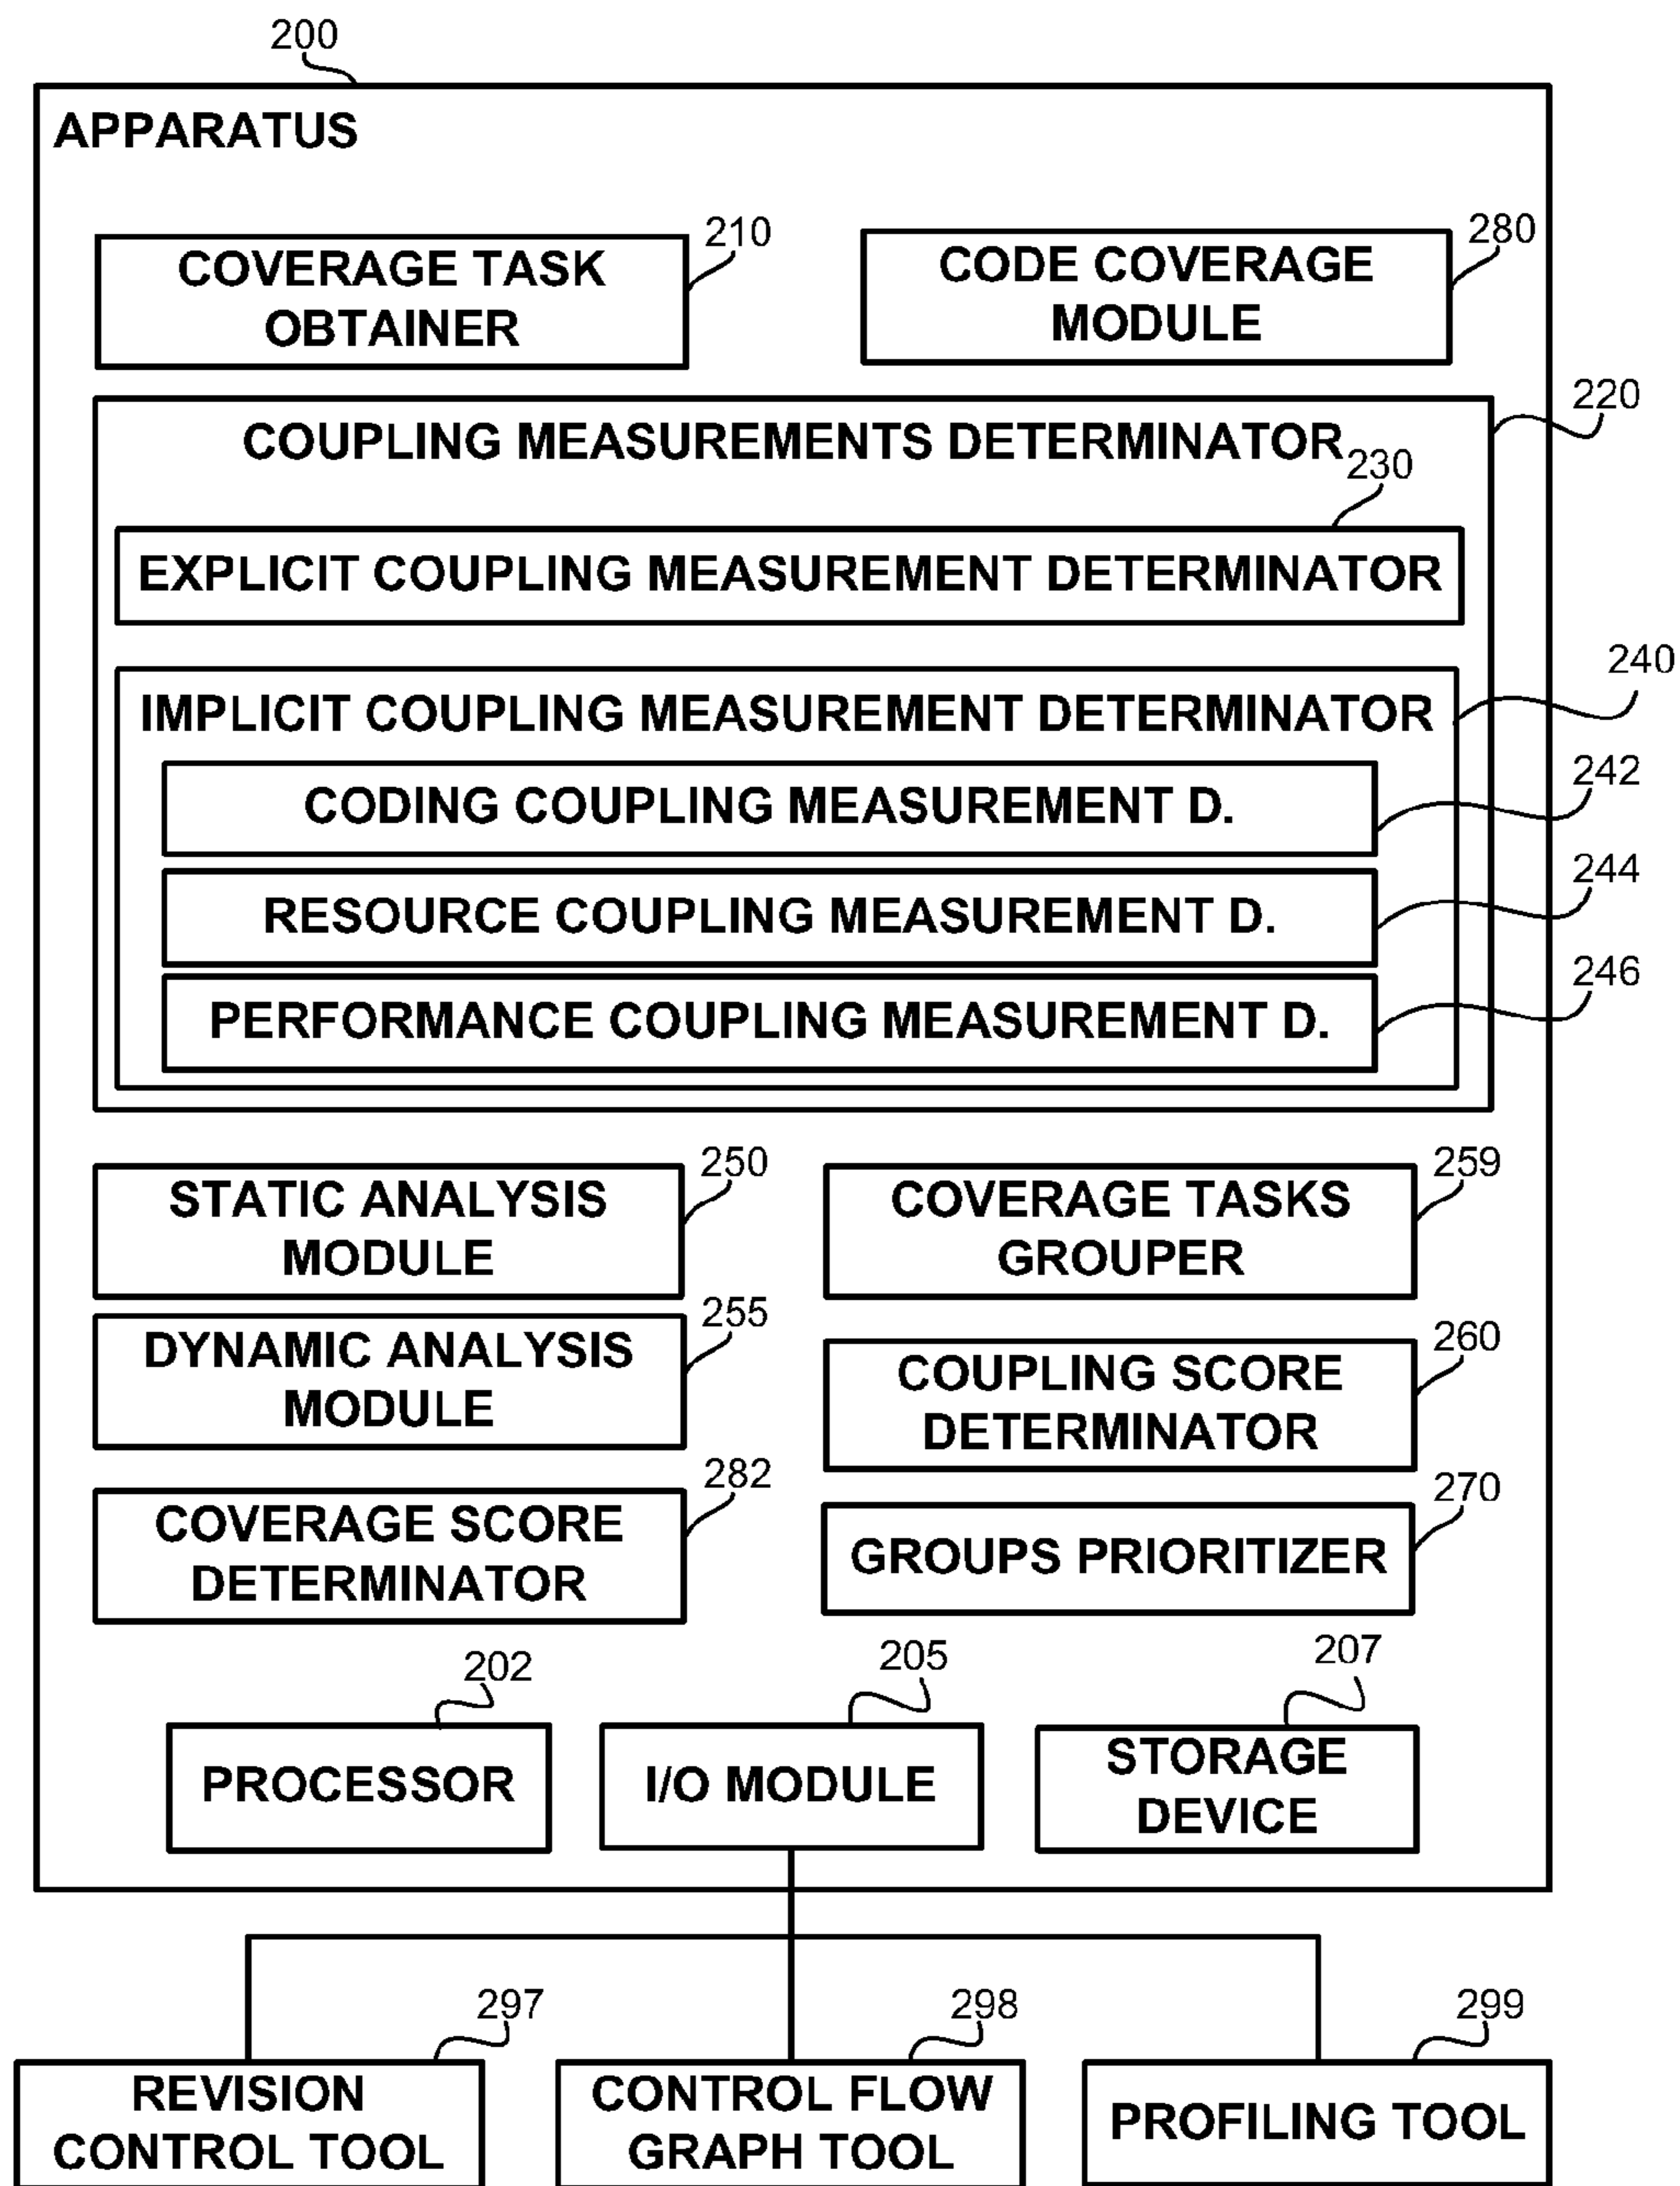 200
APPARATUS
210
COVERAGE TASK
OBTAINER
280
CODE COVERAGE
MODULE
220
COUPLING MEASUREMENTS DETERMINATOR
230
EXPLICIT COUPLING MEASUREMENT DETERMINATOR
240
IMPLICIT COUPLING MEASUREMENT DETERMINATOR
242
CODING COUPLING MEASUREMENT D.
244
RESOURCE COUPLING MEASUREMENT D.
246
PERFORMANCE COUPLING MEASUREMENT D.
250
STATIC ANALYSIS
MODULE
259
COVERAGE TASKS
GROUPER
255
DYNAMIC ANALYSIS
MODULE
260
COUPLING SCORE
DETERMINATOR
282
COVERAGE SCORE
DETERMINATOR
270
GROUPS PRIORITIZER
202
PROCESSOR
205
I/O MODULE
207
STORAGE
DEVICE
297
REVISION
CONTROL TOOL
298
CONTROL FLOW
GRAPH TOOL
299
PROFILING TOOL